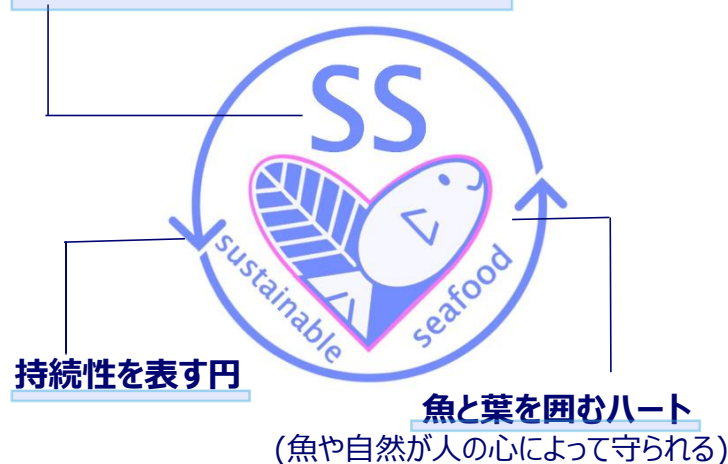 SS
sustainable
seafood
持続性を表す円
魚と葉を囲むハート
(魚や自然が人の心によって守られる)